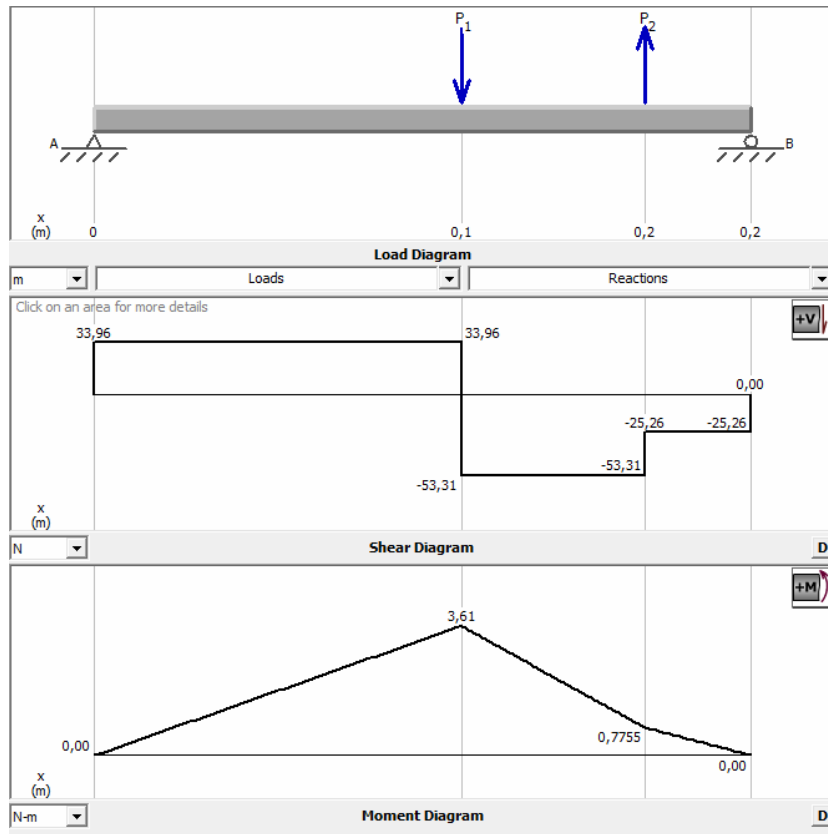 P1 P2
A B
x
(m) 0 0,1 0,2 0,2
Load Diagram
m Loads Reactions
Click on an area for more details
+V
33,96 33,96
0,00
-25,26 -25,26
-53,31
-53,31
x
(m)
N Shear Diagram D
+M
3,61
0,00
0,7755
0,00
x
(m)
N-m Moment Diagram D